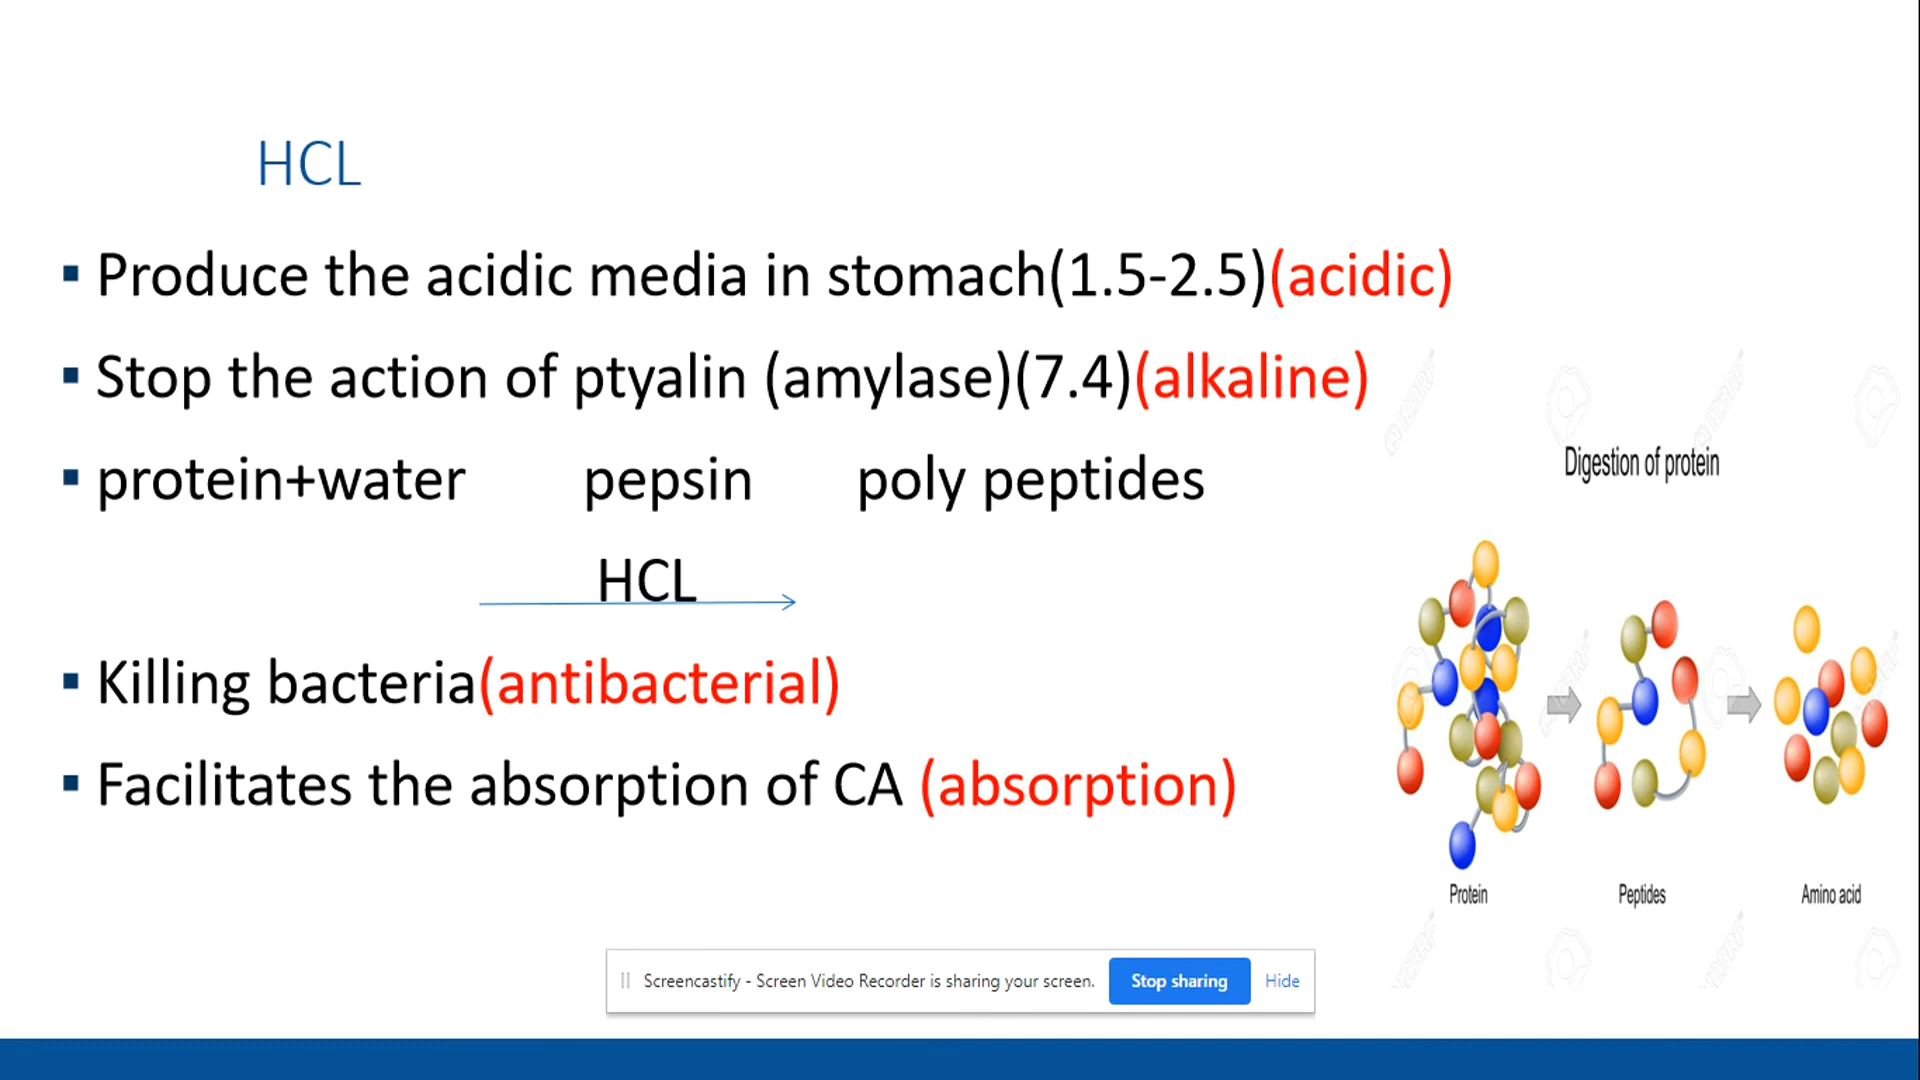 HCL
▪ Produce the acidic media in stomach(1.5-2.5)(acidic)
▪ Stop the action of ptyalin (amylase)(7.4)(alkaline)
▪ protein+water pepsin poly peptides
HCL
▪ Killing bacteria(antibacterial)
▪ Facilitates the absorption of CA (absorption)
Digestion of protein
Protein Peptides Amino acid
Screencastify - Screen Video Recorder is sharing your screen. Stop sharing Hide